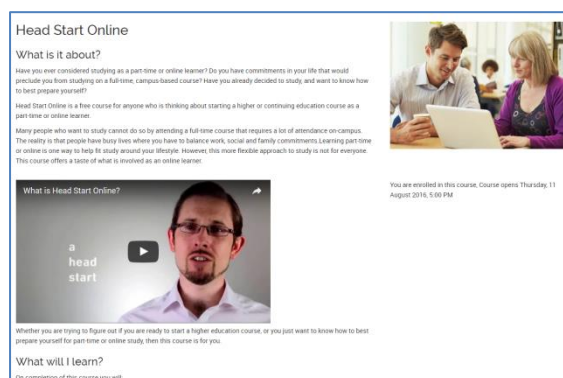 Head Start Online
What is it about?
Have you ever considered studying as a part-time or online learner? Do you have commitments in your life that would
preclude you from studying on a full-time, campus-based course? Have you already decided to study, and want to know how
to best prepare yourself?
Head Start Online is a free course for anyone who is thinking about starting a higher or continuing education course as a
part-time or online learner.
Many people who want to study cannot do so by attending a full-time course that requires a lot of attendance on-campus.
The reality is that people have busy lives where you have to balance work, social and family commitments.Learning part-time
or online is one way to help fit study around your lifestyle. However, this more flexible approach to study is not for everyone.
This course offers a taste of what is involved as an online learner.
What is Head Start Online?
a
head
start
You are enrolled in this course, Course opens Thursday, 11
August 2016, 5:00 PM
Whether you are trying to figure out if you are ready to start a higher education course, or you just want to know how to best
prepare yourself for part-time or online study, then this course is for you.
What will I learn?
On completion of this course you will: